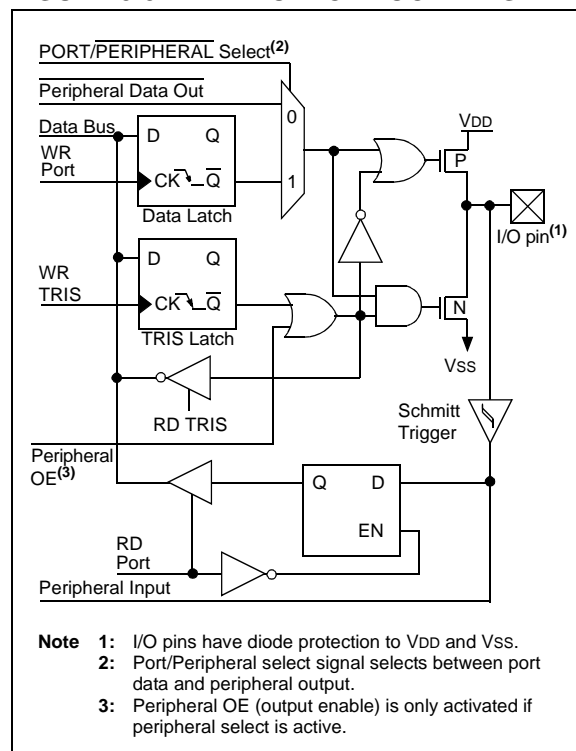 PORT/PERIPHERAL Select(2)
Peripheral Data Out
Data Bus
WR
Port
D Q
CK Q
Data Latch
0
1
VDD
P
I/O pin(1)
WR
TRIS
D Q
CK Q
TRIS Latch
N
VSS
RD TRIS
Schmitt
Trigger
Peripheral
OE(3)
Q D
EN
RD
Port
Peripheral Input
Note 1: I/O pins have diode protection to VDD and VSS.
2: Port/Peripheral select signal selects between port
data and peripheral output.
3: Peripheral OE (output enable) is only activated if
peripheral select is active.